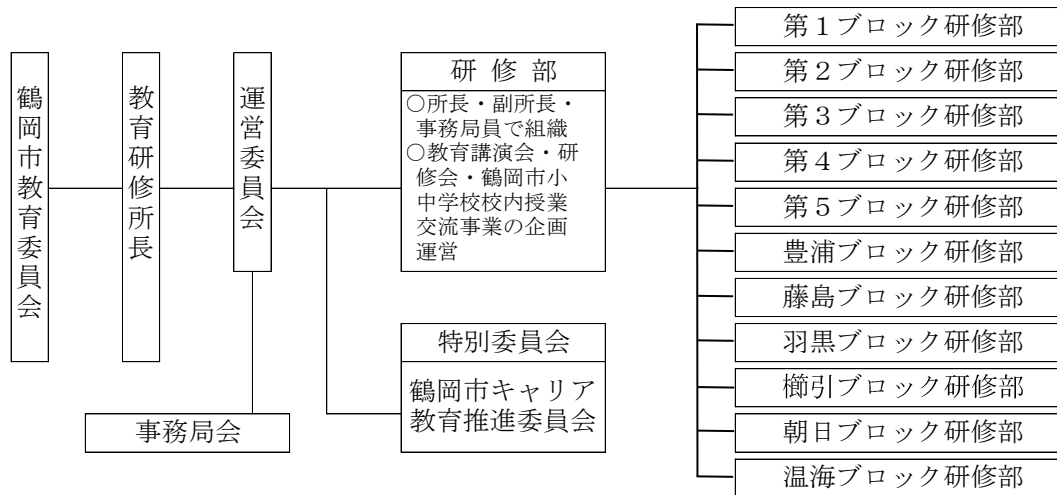 鶴岡市教育委員会
教育研修所長
運営委員会
事務局会
研修部
○所長・副所長・
事務局員で組織
○教育講演会・研
修会・鶴岡市小
中学校校内授業
交流事業の企画
運営
特別委員会
鶴岡市キャリア
教育推進委員会
第１ブロック研修部
第２ブロック研修部
第３ブロック研修部
第４ブロック研修部
第５ブロック研修部
豊浦ブロック研修部
藤島ブロック研修部
羽黒ブロック研修部
櫛引ブロック研修部
朝日ブロック研修部
温海ブロック研修部